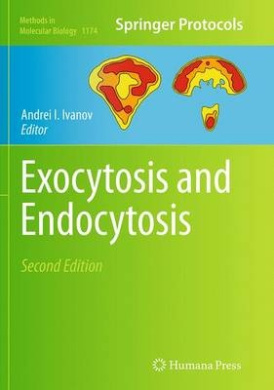 Methods in
Molecular Biology 1174
Springer Protocols
Andrei I. Ivanov
Editor
Exocytosis and
Endocytosis
Second Edition
Humana Press